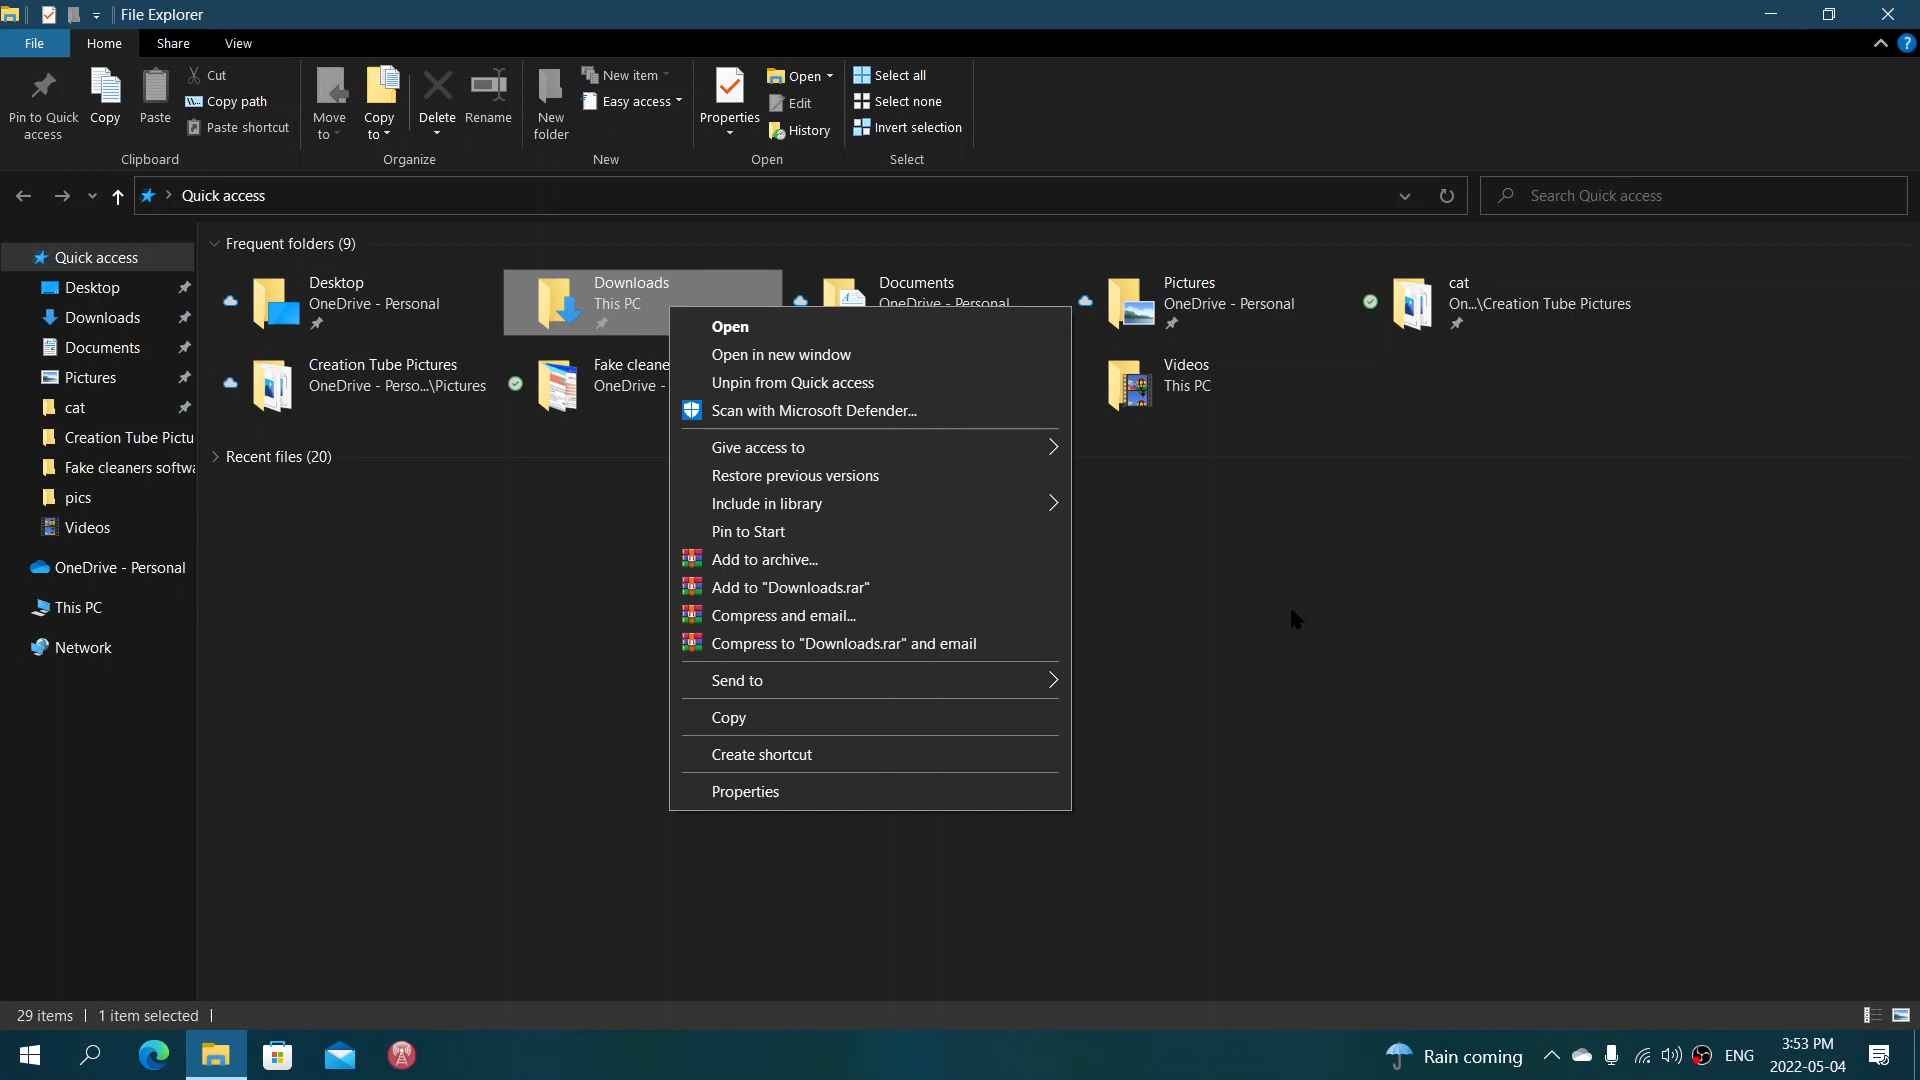 File Explorer
File Home Share View
Pin to Quick access
Copy
Paste
Cut
Copy path
Paste shortcut
Clipboard
Move to
Copy to
Delete
Rename
Organize
New folder
New item
Easy access
New
Properties
Open
Edit
History
Open
Select all
Select none
Invert selection
Select
Quick access
Search Quick access
Quick access
Desktop
Downloads
Documents
Pictures
cat
Creation Tube Pictu
Fake cleaners softwa
pics
Videos
OneDrive - Personal
This PC
Network
Frequent folders (9)
Desktop
OneDrive - Personal
Downloads
This PC
Documents
OneDrive - Personal
Pictures
OneDrive - Personal
cat
On...\Creation Tube Pictures
Creation Tube Pictures
OneDrive - Perso...\Pictures
Fake cleane
OneDrive -
Videos
This PC
Recent files (20)
Open
Open in new window
Unpin from Quick access
Scan with Microsoft Defender...
Give access to
Restore previous versions
Include in library
Pin to Start
Add to archive...
Add to "Downloads.rar"
Compress and email...
Compress to "Downloads.rar" and email
Send to
Copy
Create shortcut
Properties
29 items
1 item selected
Rain coming
ENG
3:53 PM
2022-05-04